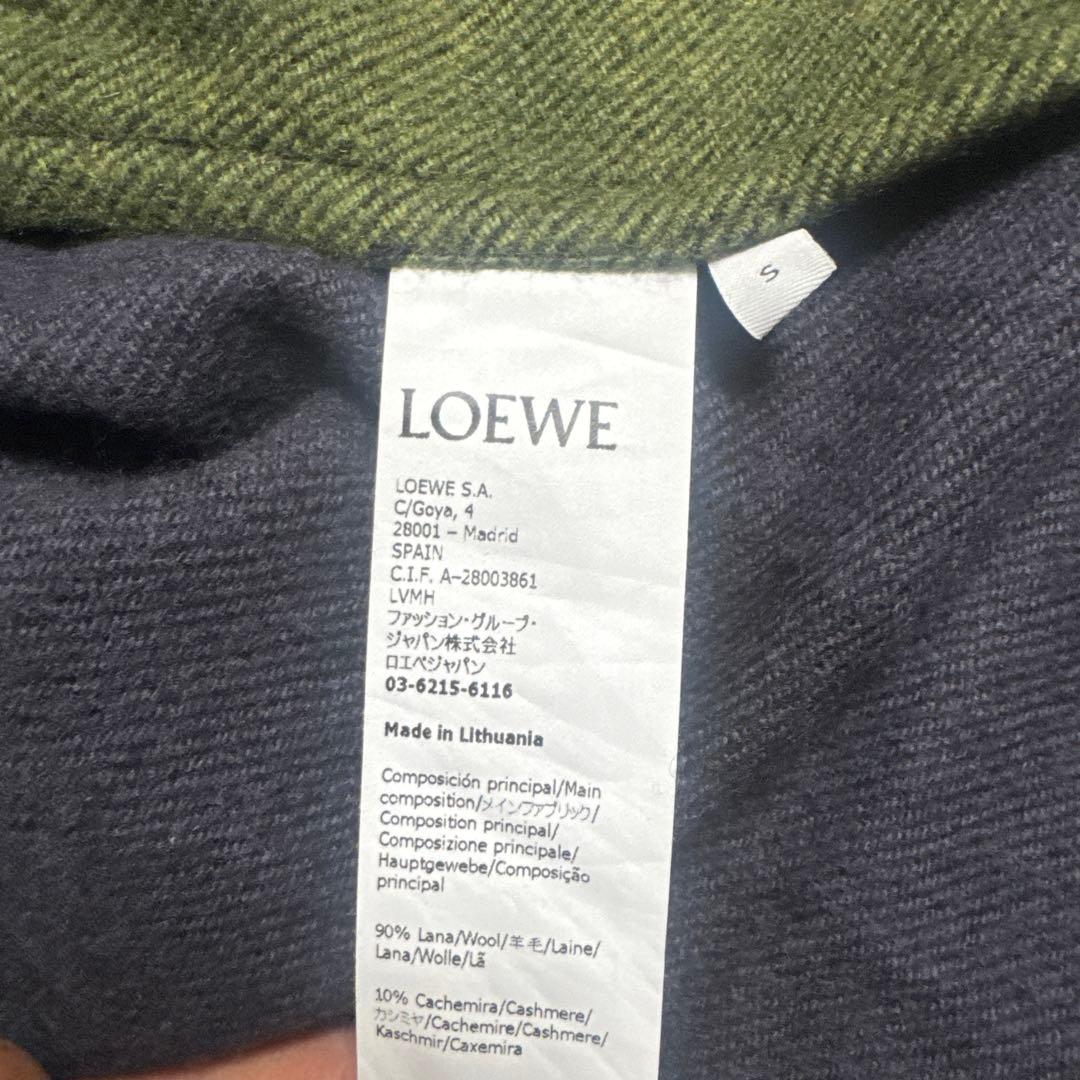 S
LOEWE
LOEWE S.A.
C/Goya, 4
28001 – Madrid
SPAIN
C.I.F. A–28003861
LVMH
ファッション・グループ・
ジャパン株式会社
ロエベジャパン
03-6215-6116
Made in Lithuania
Composición principal/Main
composition/メインファブリック/
Composition principal/
Composizione principale/
Hauptgewebe/Composição
principal
90% Lana/Wool/羊毛/Laine/
Lana/Wolle/Lã
10% Cachemira/Cashmere/
カシミヤ/Cachemire/Cashmere/
Kaschmir/Caxemira